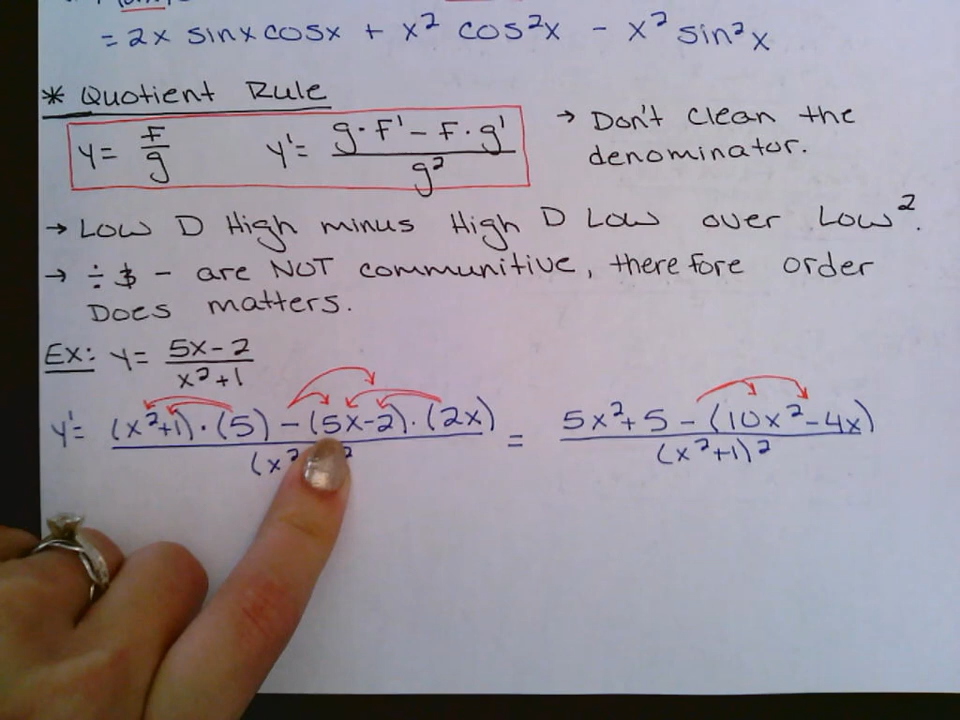 = 2x sinx cosx + x² cos²x - x² sin²x
* Quotient Rule
y = f/g y' = (g·f' - f·g')/g² → Don't clean the
denominator.
→ Low D High minus High D Low over Low².
→ ÷ $ - are NOT communitive, therefore order
Does matters.
Ex: y = (5x-2)/(x²+1)
y' = ((x²+1)·(5) - (5x-2)·(2x))/(x² ²) = (5x²+5-(10x²-4x))/(x²+1)²